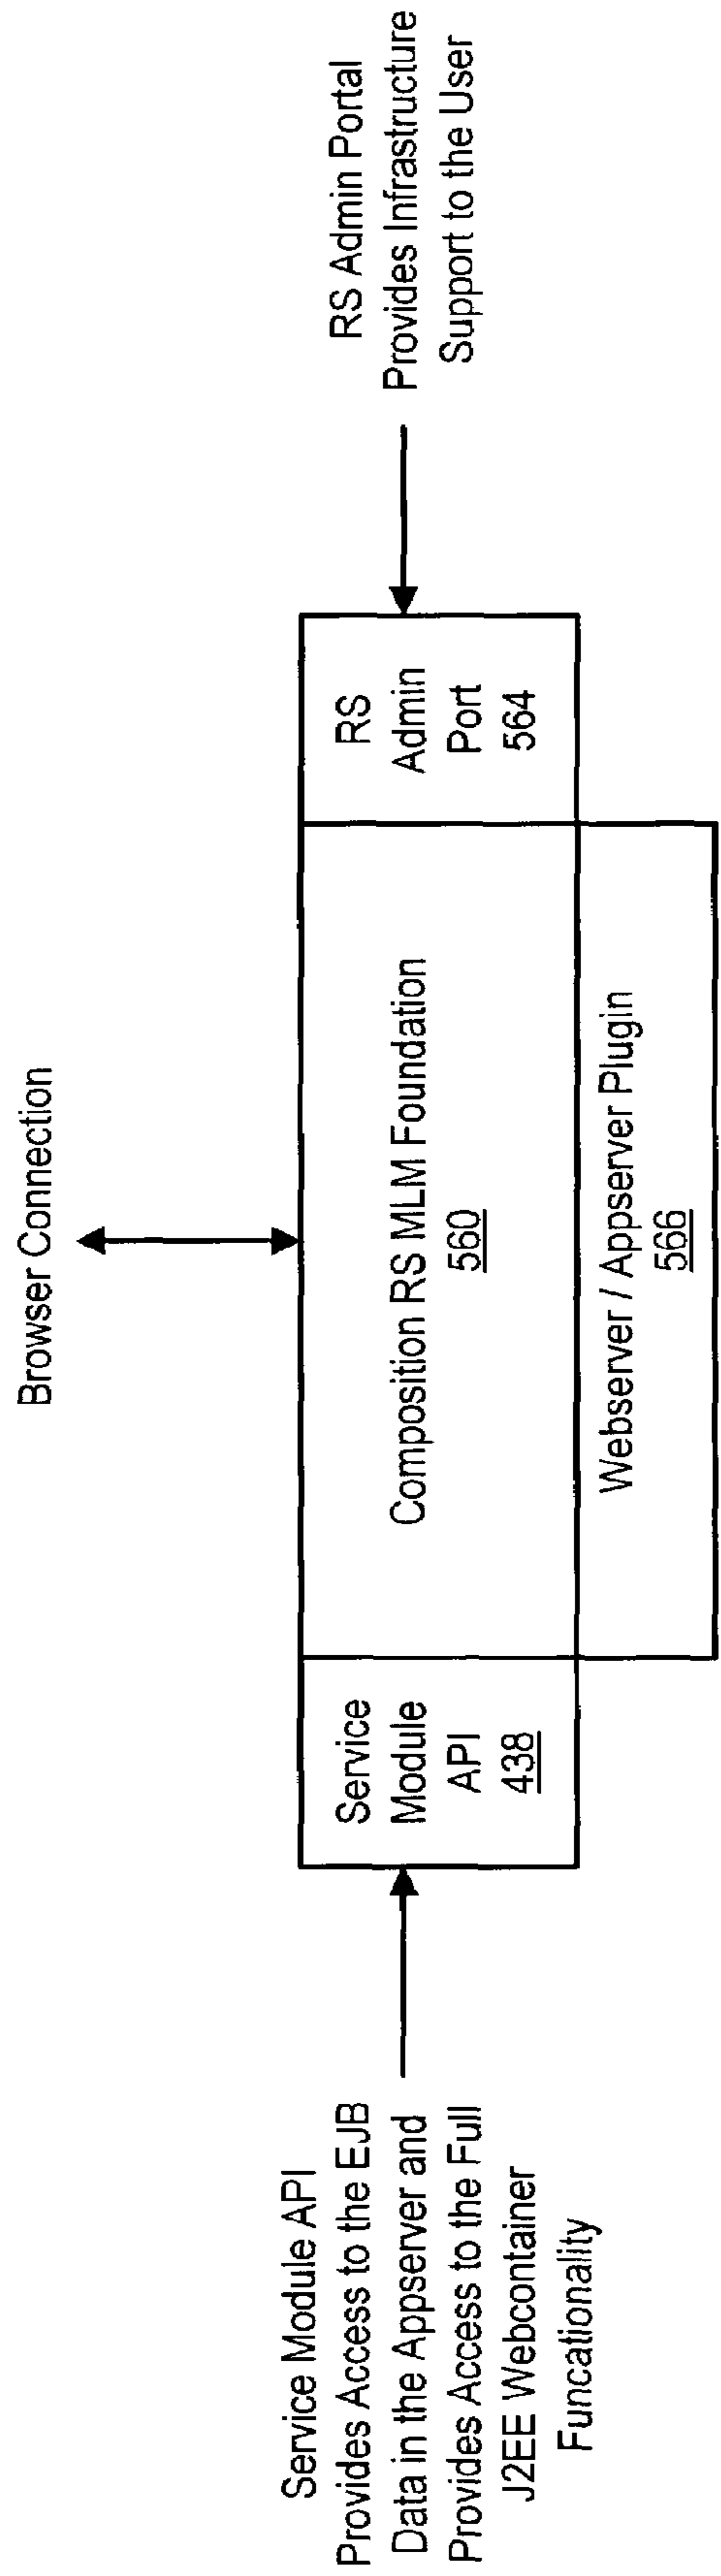 Browser Connection
Service Module API
Provides Access to the EJB
Data in the Appserver and
Provides Access to the Full
J2EE Webcontainer
Funcationality
Service
Module
API
438
Composition RS MLM Foundation
560
RS
Admin
Port
564
RS Admin Portal
Provides Infrastructure
Support to the User
Webserver / Appserver Plugin
566